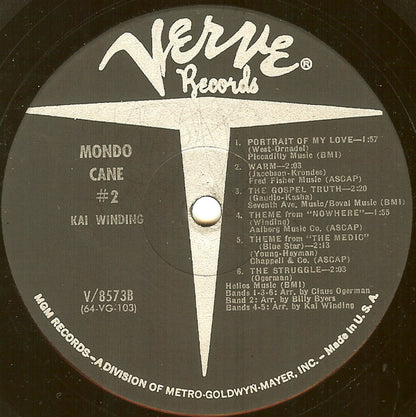 VERVE ®
Records
MONDO
CANE
#2
KAI WINDING
V/8573B
(64-VG-103)
1. PORTRAIT OF MY LOVE—1:57
(West-Ornadel)
Piccadilly Music (BMI)
2. WARM—2:03
(Jacobson-Krondes)
Fred Fisher Music (ASCAP)
3. THE GOSPEL TRUTH—2:20
(Gaudio-Kasha)
Seventh Ave. Music/Boval Music (BMI)
4. THEME from "NOWHERE"—1:55
(Winding)
Aalborg Music Co. (ASCAP)
5. THEME from "THE MEDIC"
(Blue Star)—2:13
(Young-Heyman)
Chappell & Co. (ASCAP)
6. THE STRUGGLE—2:03
(Ogerman)
Helios Music (BMI)
Bands 1-3-6: Arr. by Claus Ogerman
Band 2: Arr. by Billy Byers
Bands 4-5: Arr. by Kai Winding
MGM RECORDS—A DIVISION OF METRO-GOLDWYN-MAYER, INC.—Made in U.S.A.